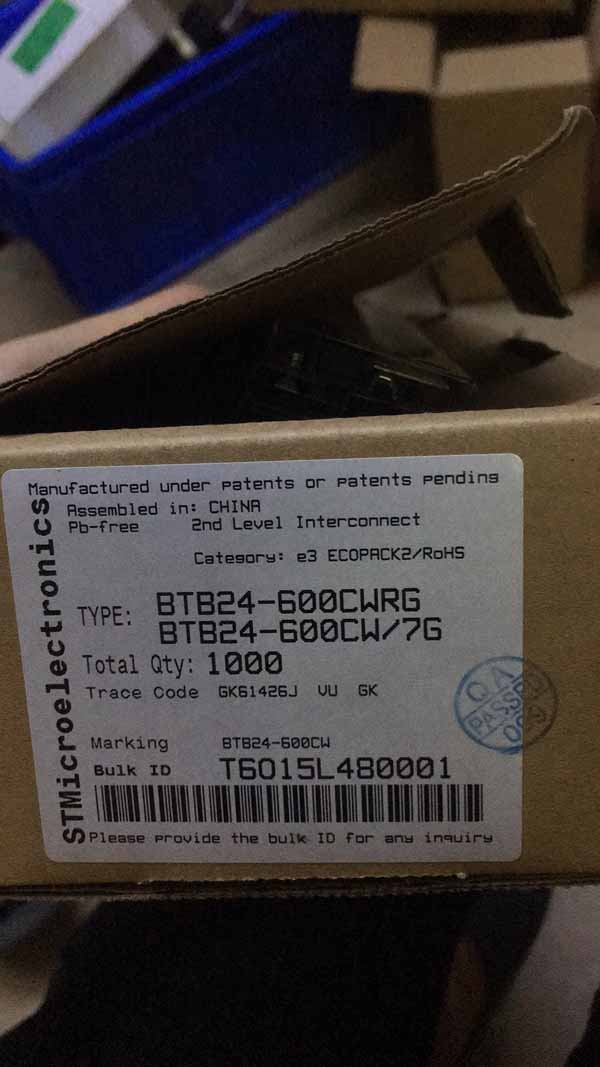 Manufactured under patents or patents pending
Assembled in: CHINA
Pb-free 2nd Level Interconnect
Category: e3 ECOPACK2/RoHS
TYPE: BTB24-600CWRG
BTB24-600CW/7G
Total Qty: 1000
Trace Code GK61426J VU GK
Marking BTB24-600CW
Bulk ID T6015L480001
Please provide the bulk ID for any inquiry
STMicroelectronics
QA
PASSED